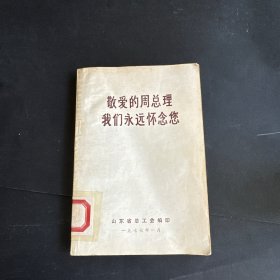 敬爱的周总理
我们永远怀念您
山东省总工会编印
一九七七年一月